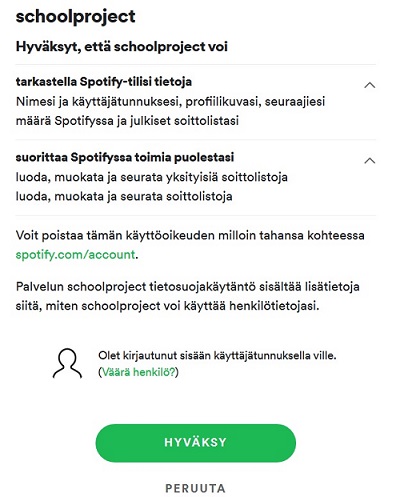 schoolproject
Hyväksyt, että schoolproject voi
tarkastella Spotify-tilisi tietoja
Nimesi ja käyttäjätunnuksesi, profiilikuvasi, seuraajiesi
määrä Spotifyssa ja julkiset soittolistasi
suorittaa Spotifyssa toimia puolestasi
luoda, muokata ja seurata yksityisiä soittolistoja
luoda, muokata ja seurata soittolistoja
Voit poistaa tämän käyttöoikeuden milloin tahansa kohteessa
spotify.com/account.
Palvelun schoolproject tietosuojakäytäntö sisältää lisätietoja
siitä, miten schoolproject voi käyttää henkilötietojasi.
Olet kirjautunut sisään käyttäjätunnuksella ville.
(Väärä henkilö?)
HYVÄKSY
PERUUTA